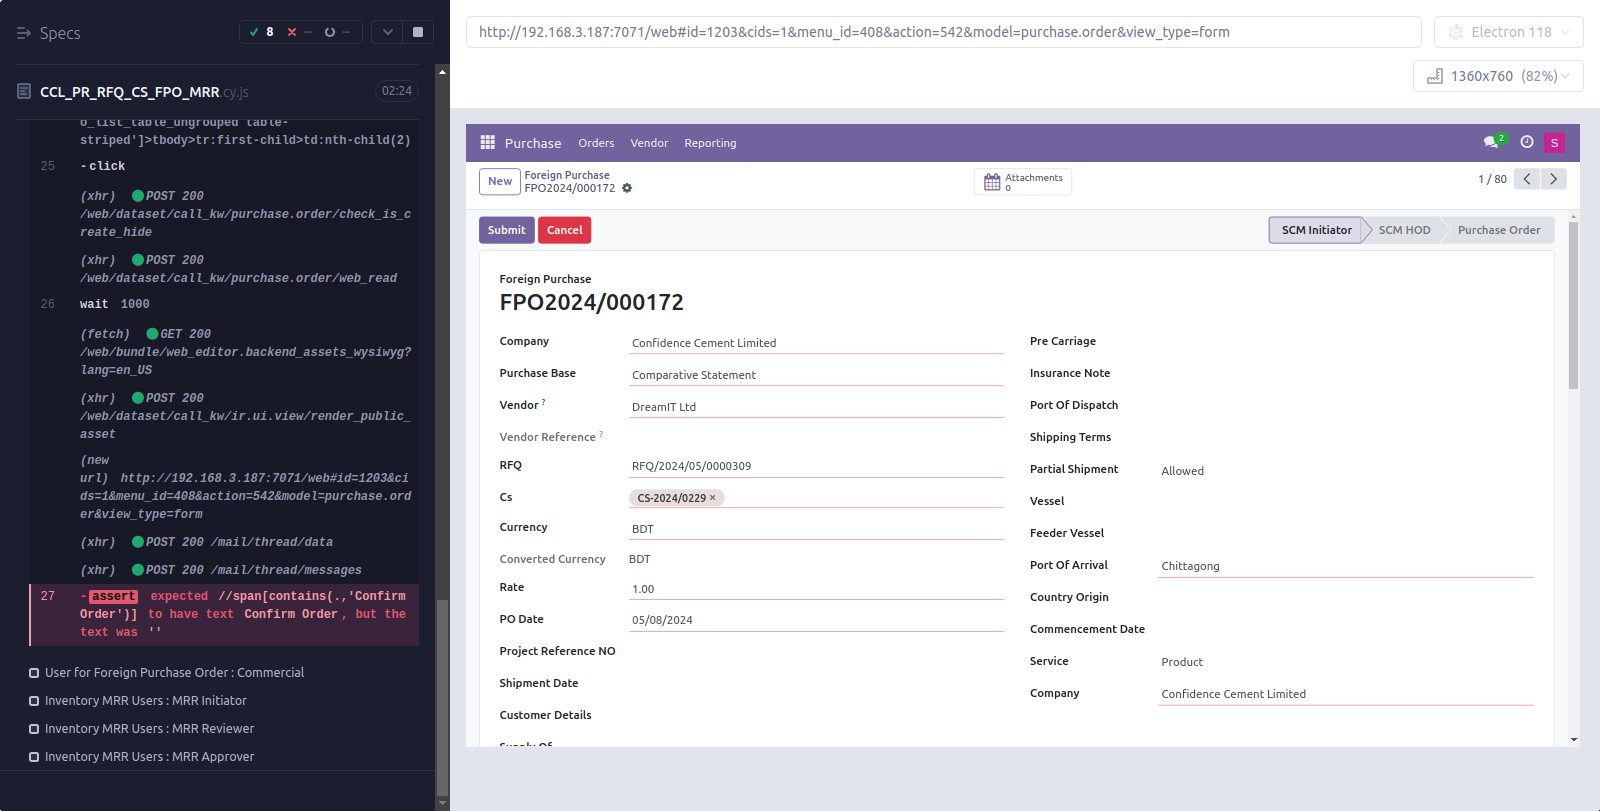 Specs
8 -- --
CCL_PR_RFQ_CS_FPO_MRR.cy.js 02:24
o_list_table_ungrouped table-
striped']>tbody>tr:first-child>td:nth-child(2)
25 -click
(xhr) POST 200
/web/dataset/call_kw/purchase.order/check_is_c
reate_hide
(xhr) POST 200
/web/dataset/call_kw/purchase.order/web_read
26 wait 1000
(fetch) GET 200
/web/bundle/web_editor.backend_assets_wysiwyg?
lang=en_US
(xhr) POST 200
/web/dataset/call_kw/ir.ui.view/render_public_
asset
(new
url) http://192.168.3.187:7071/web#id=1203&ci
ds=1&menu_id=408&action=542&model=purchase.ord
er&view_type=form
(xhr) POST 200 /mail/thread/data
(xhr) POST 200 /mail/thread/messages
27 -assert expected //span[contains(.,'Confirm
Order')] to have text Confirm Order, but the
text was ''
User for Foreign Purchase Order : Commercial
Inventory MRR Users : MRR Initiator
Inventory MRR Users : MRR Reviewer
Inventory MRR Users : MRR Approver
http://192.168.3.187:7071/web#id=1203&cids=1&menu_id=408&action=542&model=purchase.order&view_type=form
Electron 118
1360x760 (82%)
Purchase Orders Vendor Reporting 2 S
New Foreign Purchase
FPO2024/000172
Attachments
0
1 / 80
Submit Cancel
SCM Initiator SCM HOD Purchase Order
Foreign Purchase
FPO2024/000172
Company Confidence Cement Limited
Purchase Base Comparative Statement
Vendor ? DreamIT Ltd
Vendor Reference ?
RFQ RFQ/2024/05/0000309
Cs CS-2024/0229 ×
Currency BDT
Converted Currency BDT
Rate 1.00
PO Date 05/08/2024
Project Reference NO
Shipment Date
Customer Details
Supply Of
Pre Carriage
Insurance Note
Port Of Dispatch
Shipping Terms
Partial Shipment Allowed
Vessel
Feeder Vessel
Port Of Arrival Chittagong
Country Origin
Commencement Date
Service Product
Company Confidence Cement Limited